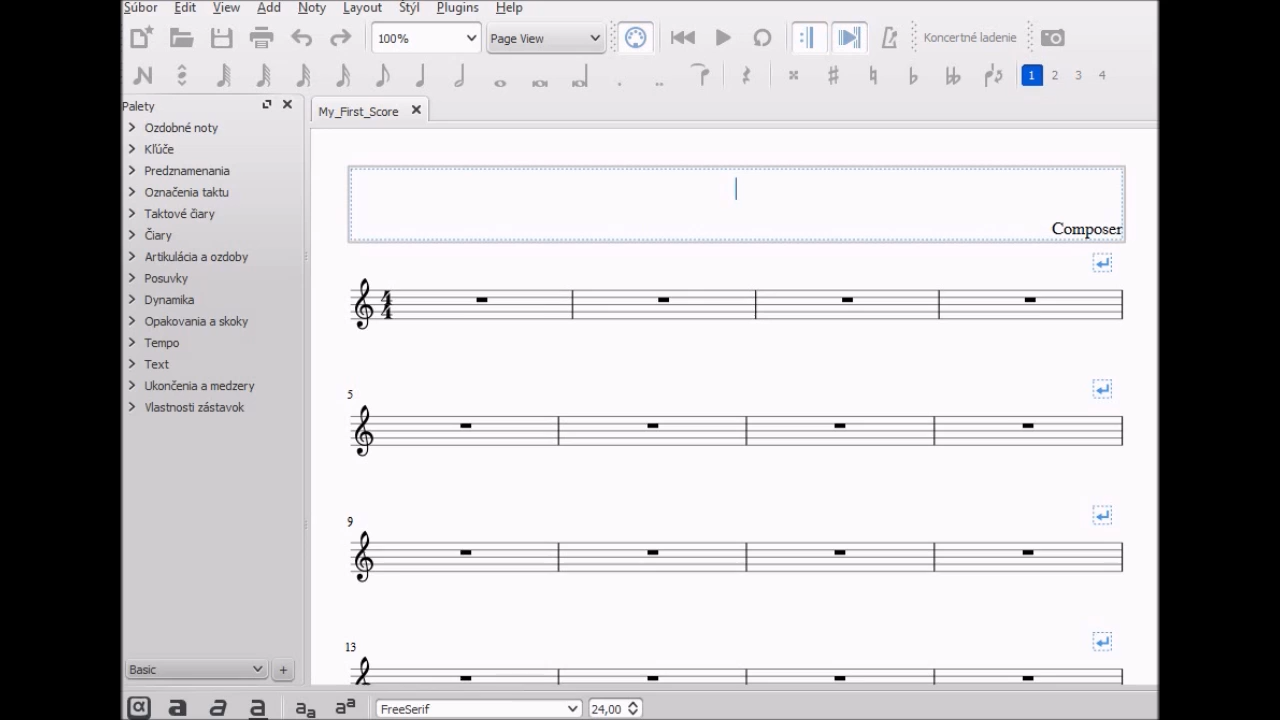 Súbor Edit View Add Noty Layout Štýl Plugins Help
100% Page View Koncertné ladenie
1 2 3 4
Palety
My_First_Score
Ozdobné noty
Kľúče
Predznamenania
Označenia taktu
Taktové čiary
Čiary
Artikulácia a ozdoby
Posuvky
Dynamika
Opakovania a skoky
Tempo
Text
Ukončenia a medzery
Vlastnosti zástavok
Composer
5
9
13
Basic
FreeSerif 24,00